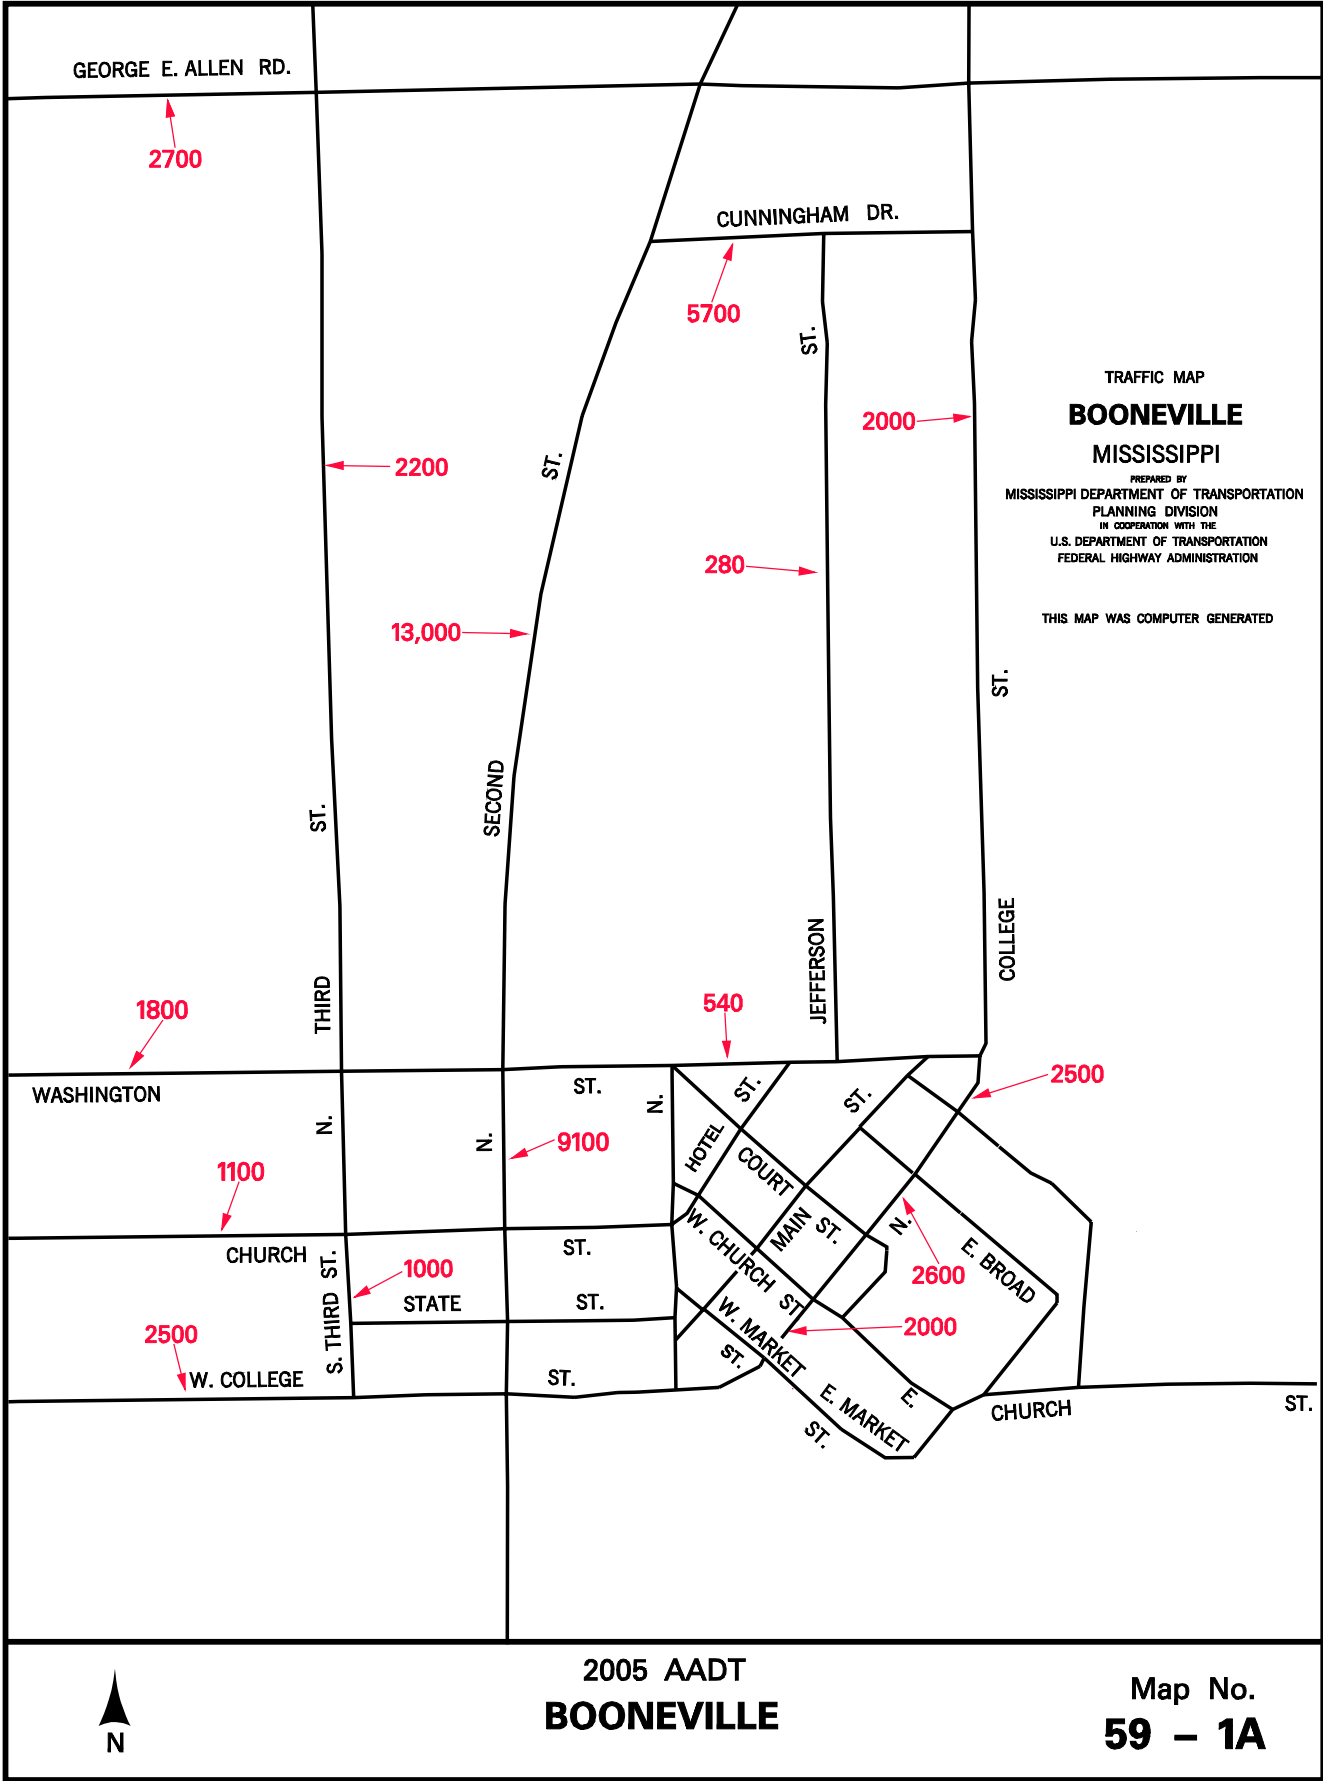 GEORGE E. ALLEN RD.
2700
CUNNINGHAM DR.
5700
ST.
TRAFFIC MAP
BOONEVILLE
MISSISSIPPI
PREPARED BY
MISSISSIPPI DEPARTMENT OF TRANSPORTATION
PLANNING DIVISION
IN COOPERATION WITH THE
U.S. DEPARTMENT OF TRANSPORTATION
FEDERAL HIGHWAY ADMINISTRATION
THIS MAP WAS COMPUTER GENERATED
2000
2200
ST.
280
13,000
ST.
SECOND
ST.
COLLEGE
JEFFERSON
THIRD
1800
540
WASHINGTON
ST.
2500
N.
N.
N.
9100
HOTEL
ST.
ST.
COURT
ST.
1100
CHURCH
ST.
MAIN
W. CHURCH ST.
N.
2600
E. BROAD
1000
S. THIRD ST.
STATE
ST.
2000
2500
W. COLLEGE
ST.
W. MARKET
ST.
E. MARKET
ST.
E.
CHURCH
ST.
N
2005 AADT
BOONEVILLE
Map No.
59 – 1A